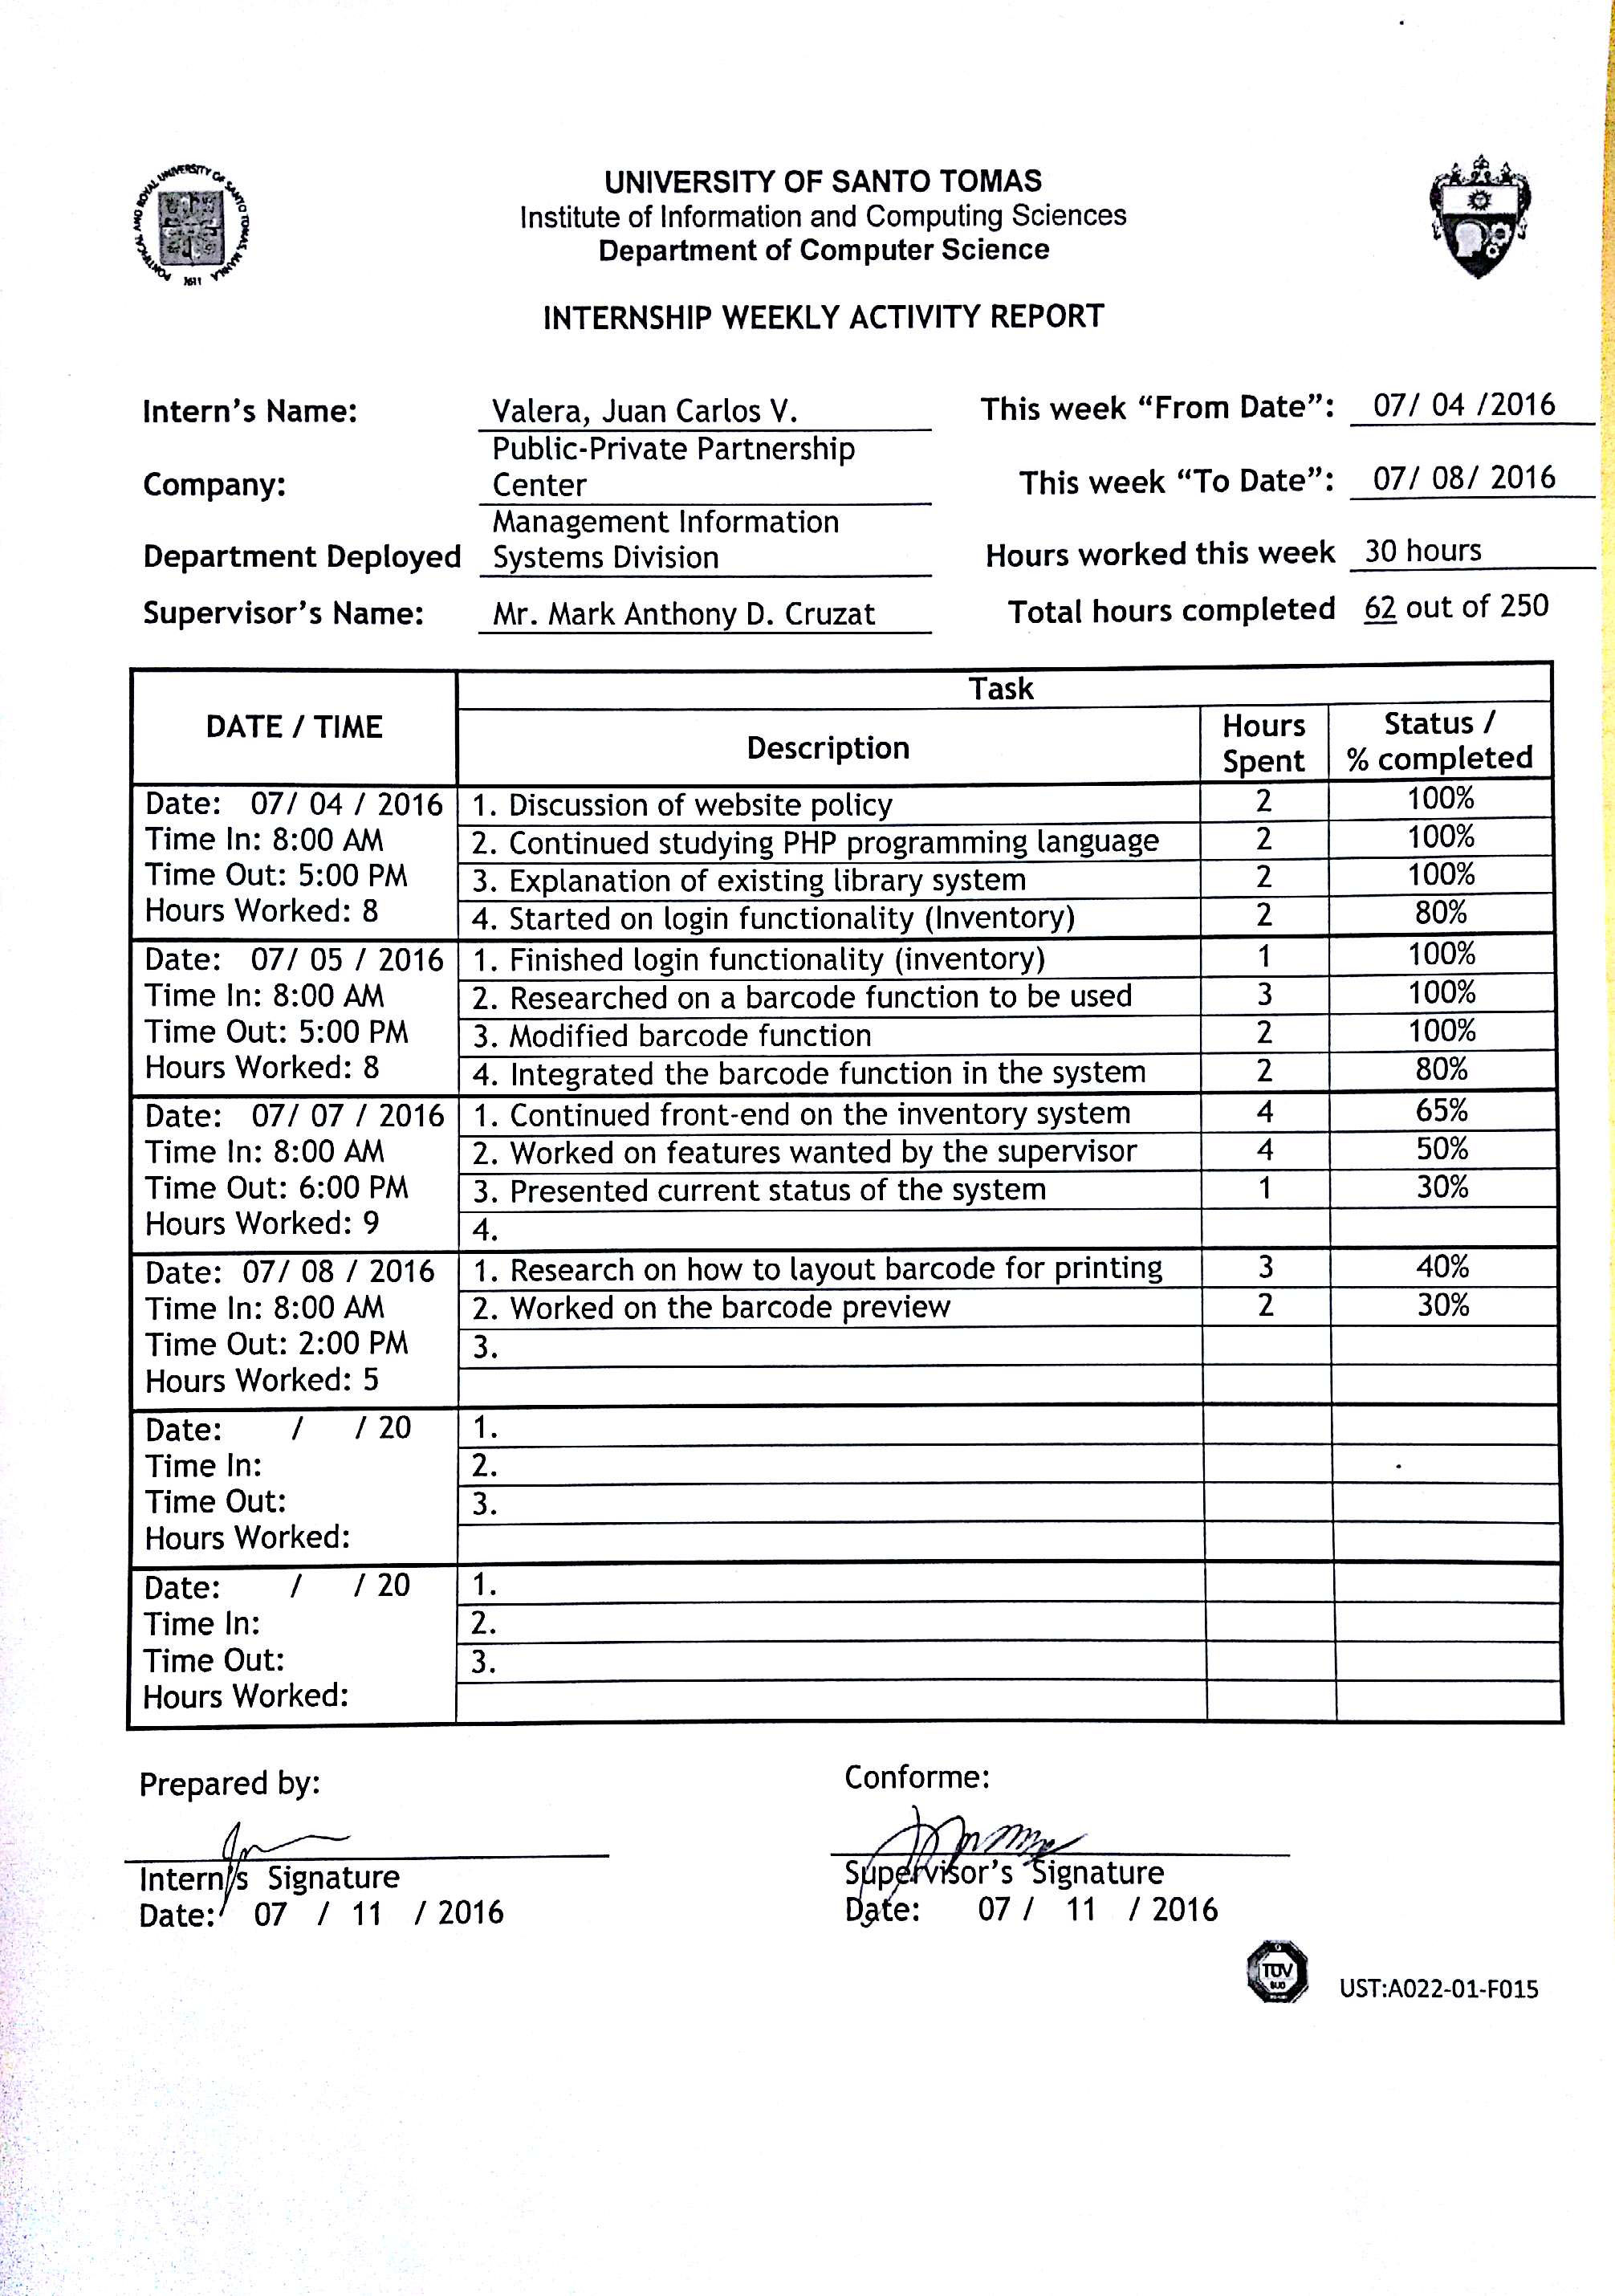 PONTIFICAL AND ROYAL UNIVERSITY OF SANTO TOMAS, MANILA
1611
UNIVERSITY OF SANTO TOMAS
Institute of Information and Computing Sciences
Department of Computer Science
INTERNSHIP WEEKLY ACTIVITY REPORT
Intern's Name: Valera, Juan Carlos V. This week “From Date”: 07/ 04 /2016
Public-Private Partnership
Company: Center This week “To Date”: 07/ 08/ 2016
Management Information
Department Deployed Systems Division Hours worked this week 30 hours
Supervisor's Name: Mr. Mark Anthony D. Cruzat Total hours completed 62 out of 250
DATE / TIME Task
Description Hours Spent Status / % completed
Date: 07/ 04 / 2016 1. Discussion of website policy 2 100%
Time In: 8:00 AM 2. Continued studying PHP programming language 2 100%
Time Out: 5:00 PM 3. Explanation of existing library system 2 100%
Hours Worked: 8 4. Started on login functionality (Inventory) 2 80%
Date: 07/ 05 / 2016 1. Finished login functionality (inventory) 1 100%
Time In: 8:00 AM 2. Researched on a barcode function to be used 3 100%
Time Out: 5:00 PM 3. Modified barcode function 2 100%
Hours Worked: 8 4. Integrated the barcode function in the system 2 80%
Date: 07/ 07 / 2016 1. Continued front-end on the inventory system 4 65%
Time In: 8:00 AM 2. Worked on features wanted by the supervisor 4 50%
Time Out: 6:00 PM 3. Presented current status of the system 1 30%
Hours Worked: 9 4.
Date: 07/ 08 / 2016 1. Research on how to layout barcode for printing 3 40%
Time In: 8:00 AM 2. Worked on the barcode preview 2 30%
Time Out: 2:00 PM 3.
Hours Worked: 5
Date: / / 20 1.
Time In: 2.
Time Out: 3.
Hours Worked:
Date: / / 20 1.
Time In: 2.
Time Out: 3.
Hours Worked:
Prepared by: Conforme:
Intern's Signature Supervisor's Signature
Date: 07 / 11 / 2016 Date: 07 / 11 / 2016
TÜV
SÜD
UST:A022-01-F015